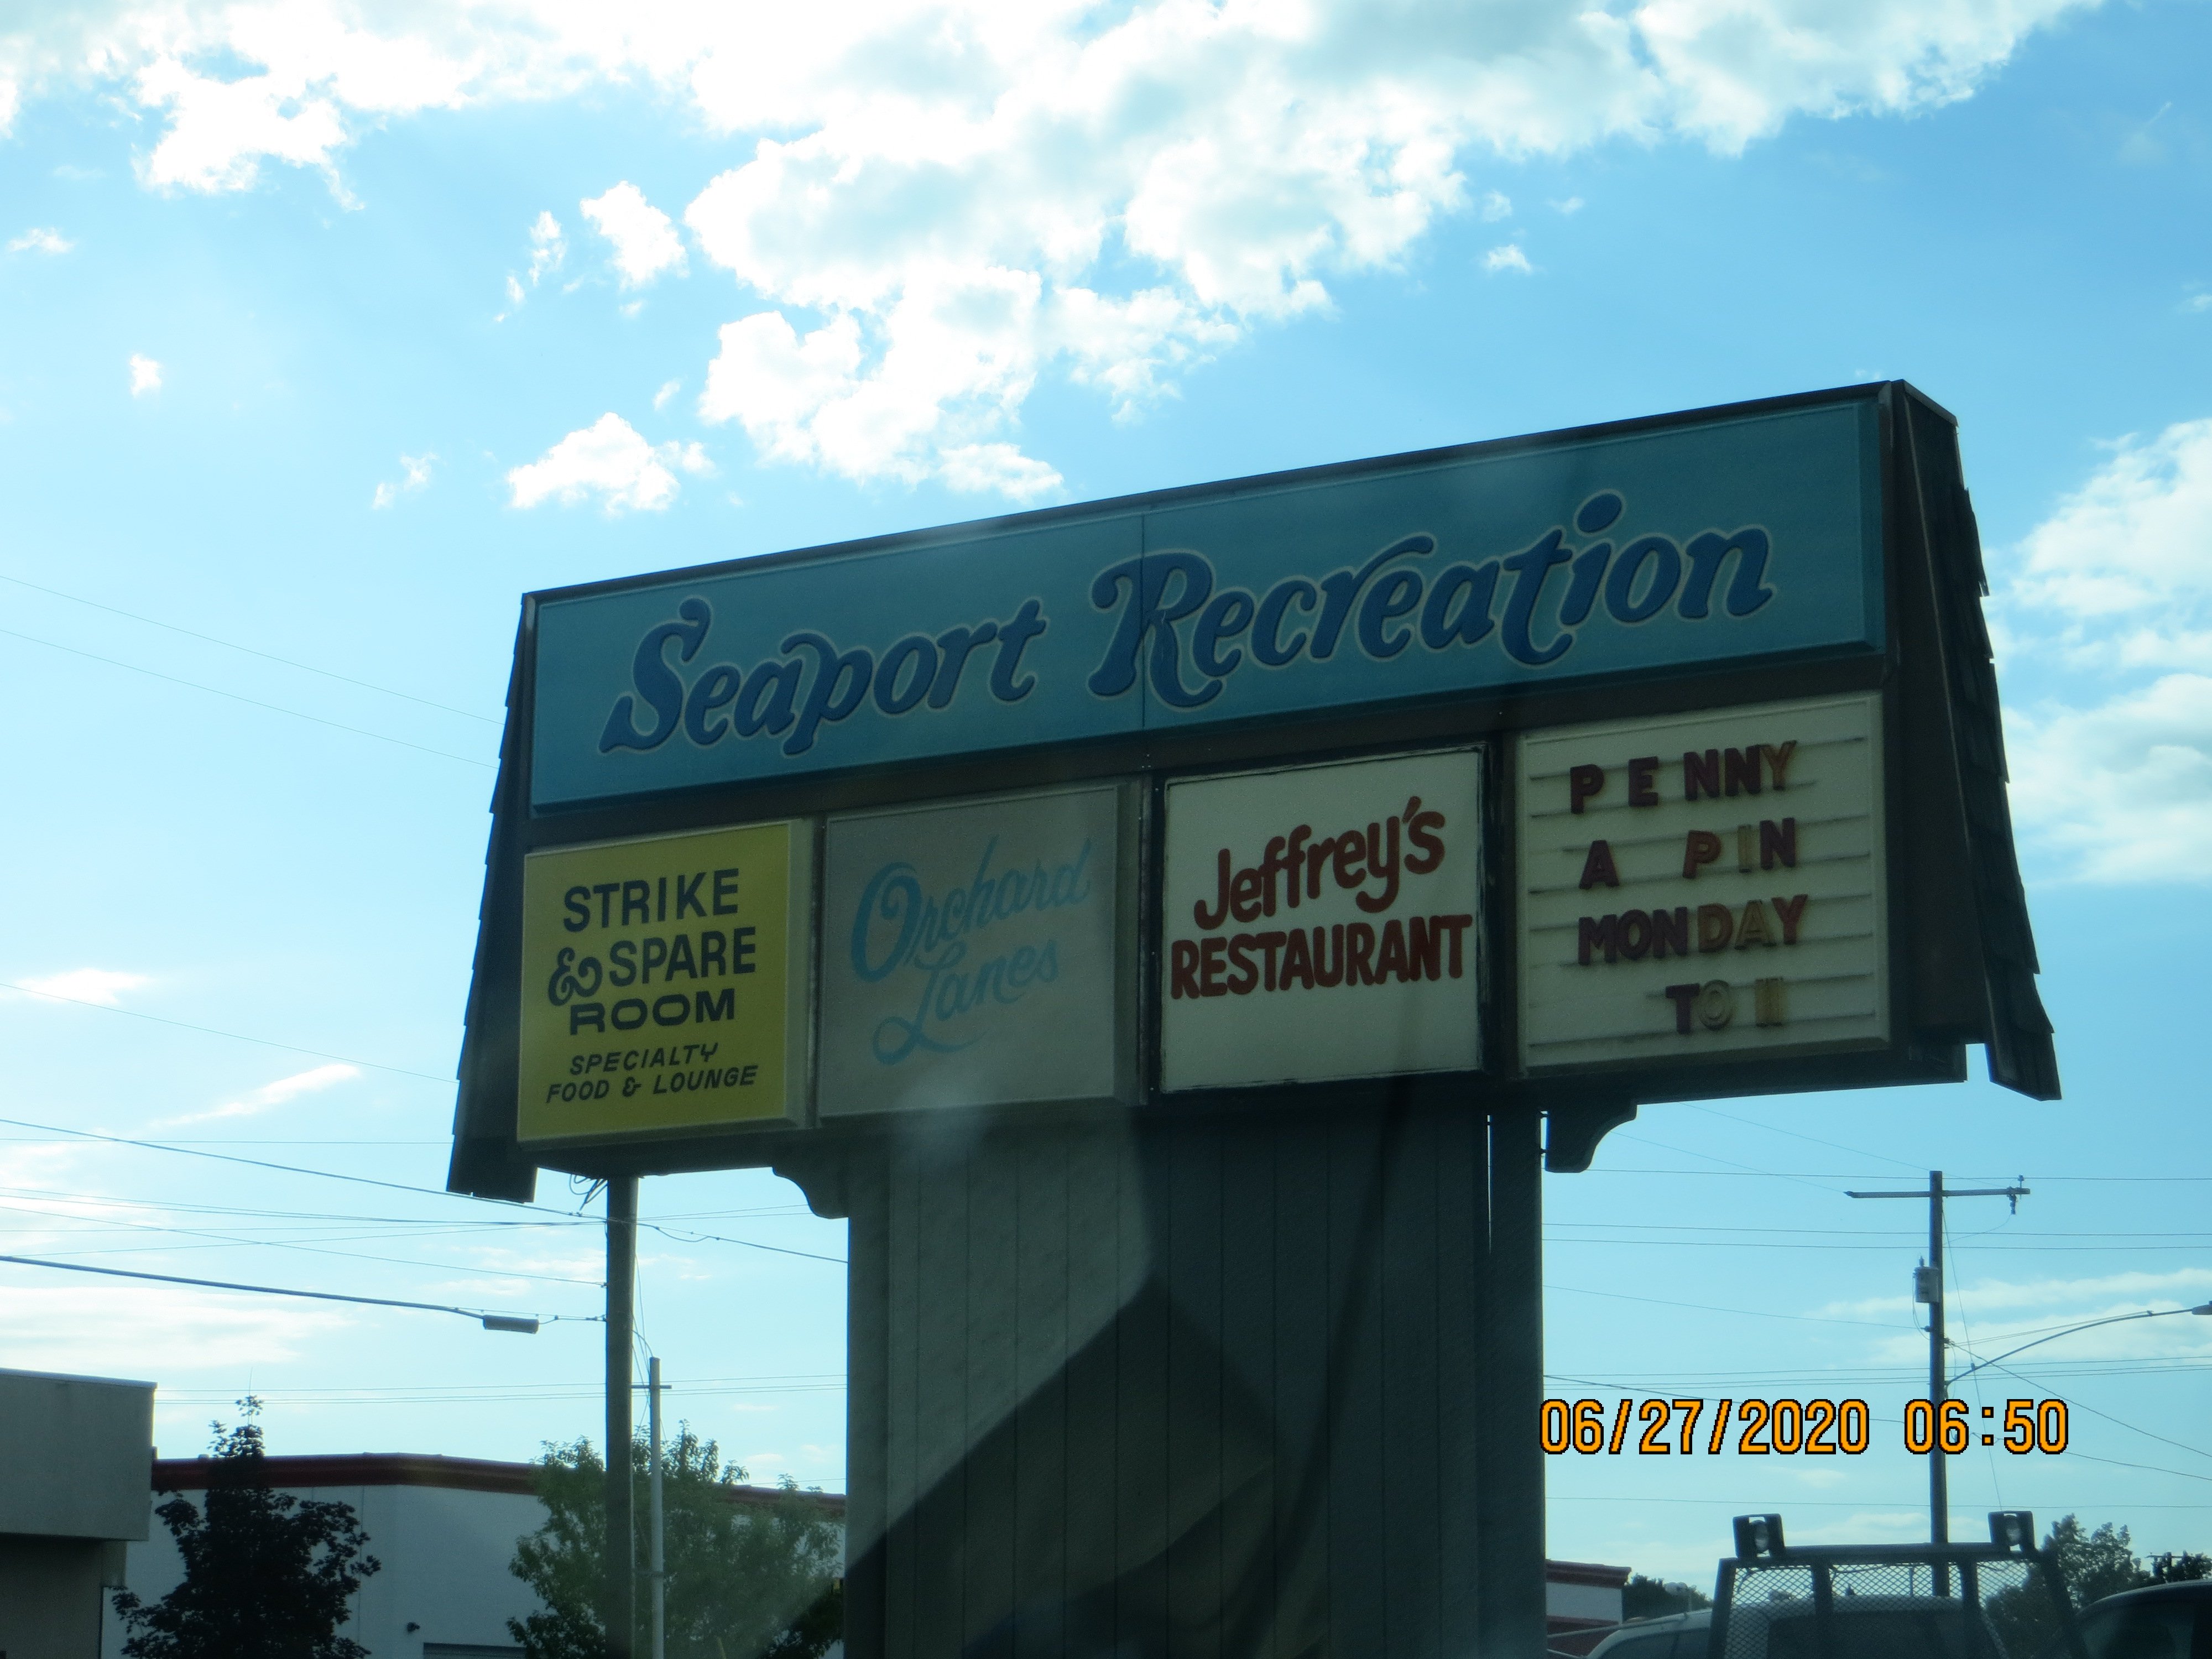 Seaport Recreation
STRIKE
& SPARE
ROOM
SPECIALTY
FOOD & LOUNGE
Orchard
Lanes
Jeffrey's
RESTAURANT
PENNY
A PIN
MONDAY
TO 11
06/27/2020 06:50